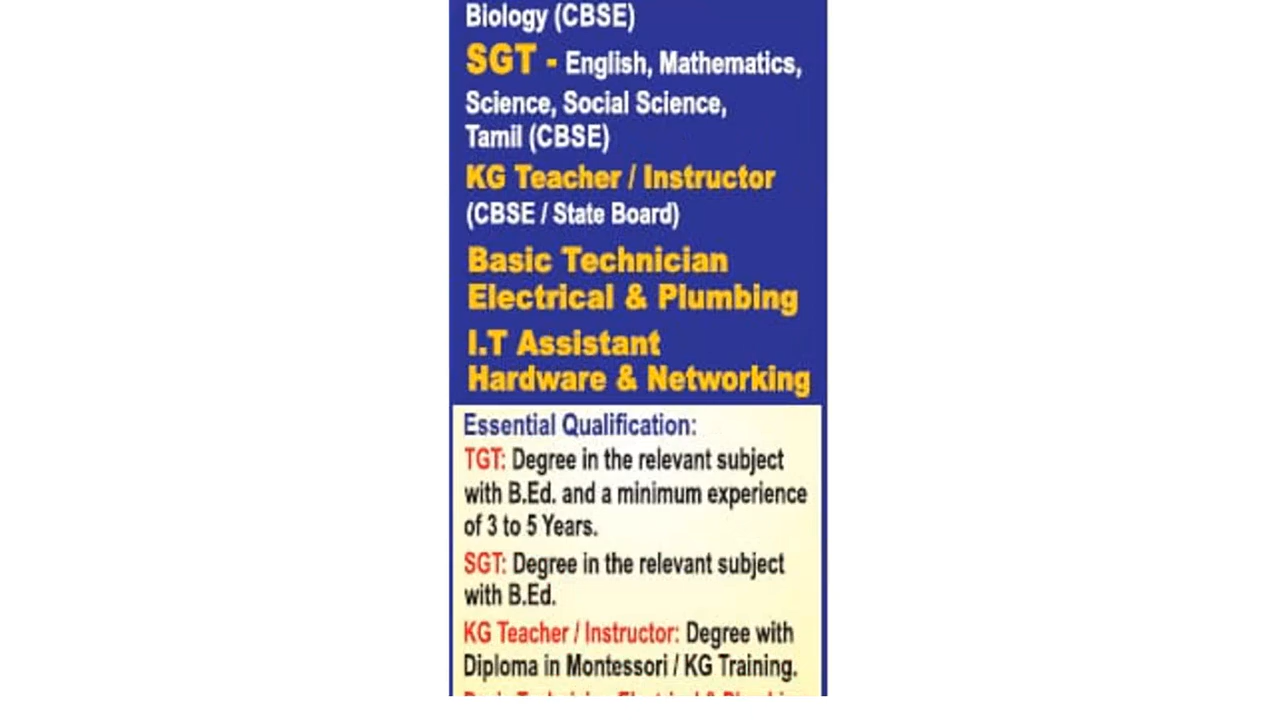 Biology (CBSE)
SGT - English, Mathematics,
Science, Social Science,
Tamil (CBSE)
KG Teacher / Instructor
(CBSE / State Board)
Basic Technician
Electrical & Plumbing
I.T Assistant
Hardware & Networking
Essential Qualification:
TGT: Degree in the relevant subject
with B.Ed. and a minimum experience
of 3 to 5 Years.
SGT: Degree in the relevant subject
with B.Ed.
KG Teacher / Instructor: Degree with
Diploma in Montessori / KG Training.